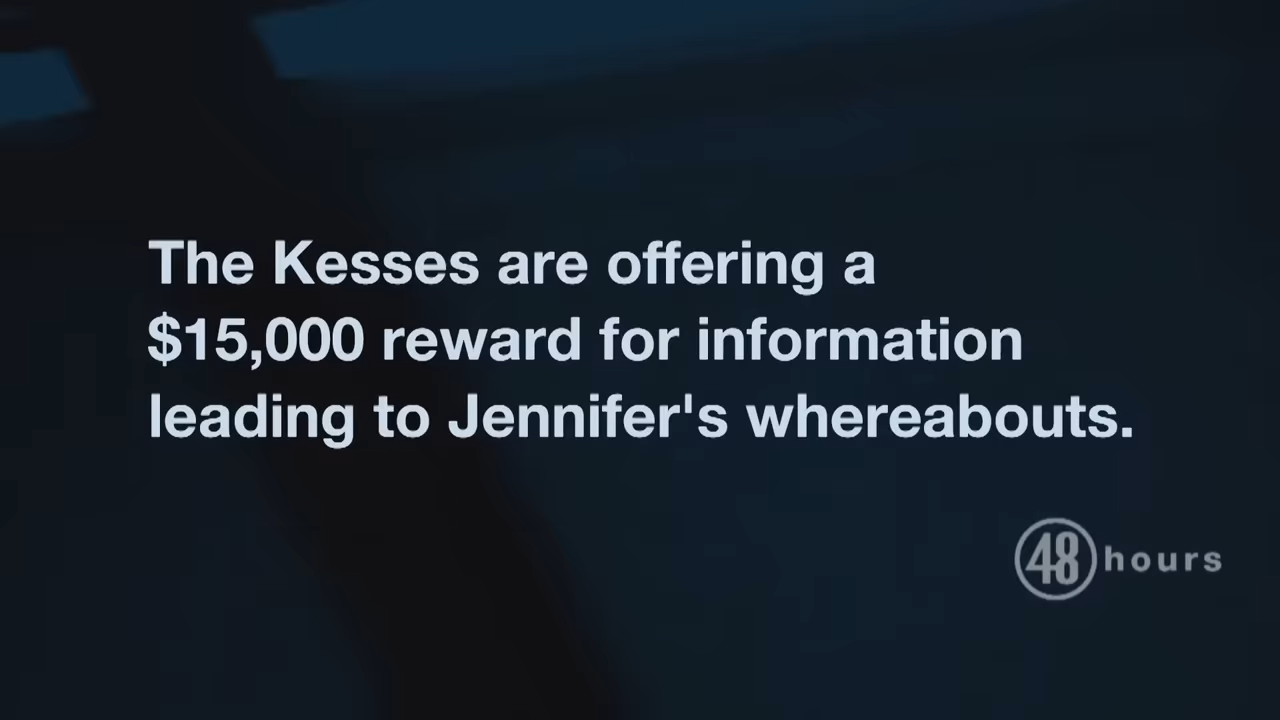 The Kesses are offering a
$15,000 reward for information
leading to Jennifer's whereabouts.
48 hours